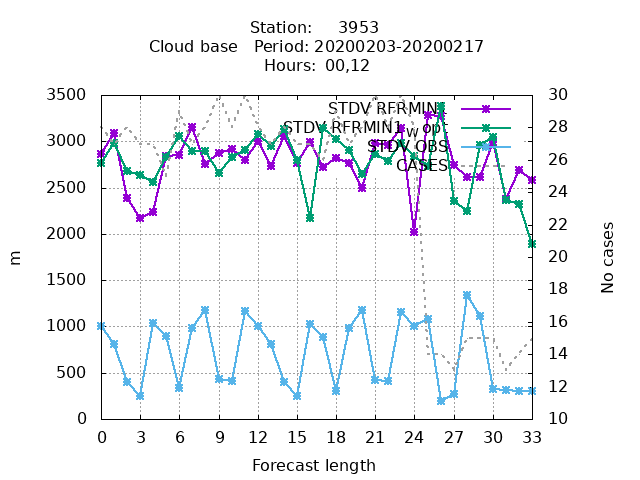 Station:     3953
Cloud base   Period: 20200203-20200217
Hours:  00,12
3500
3000
2500
2000
1500
1000
500
0
m
30
28
26
24
22
20
18
16
14
12
10
No cases
STDV RFRMIN1
STDV RFRMIN1_W opt
STDV OBS
CASES
0 3 6 9 12 15 18 21 24 27 30 33
Forecast length